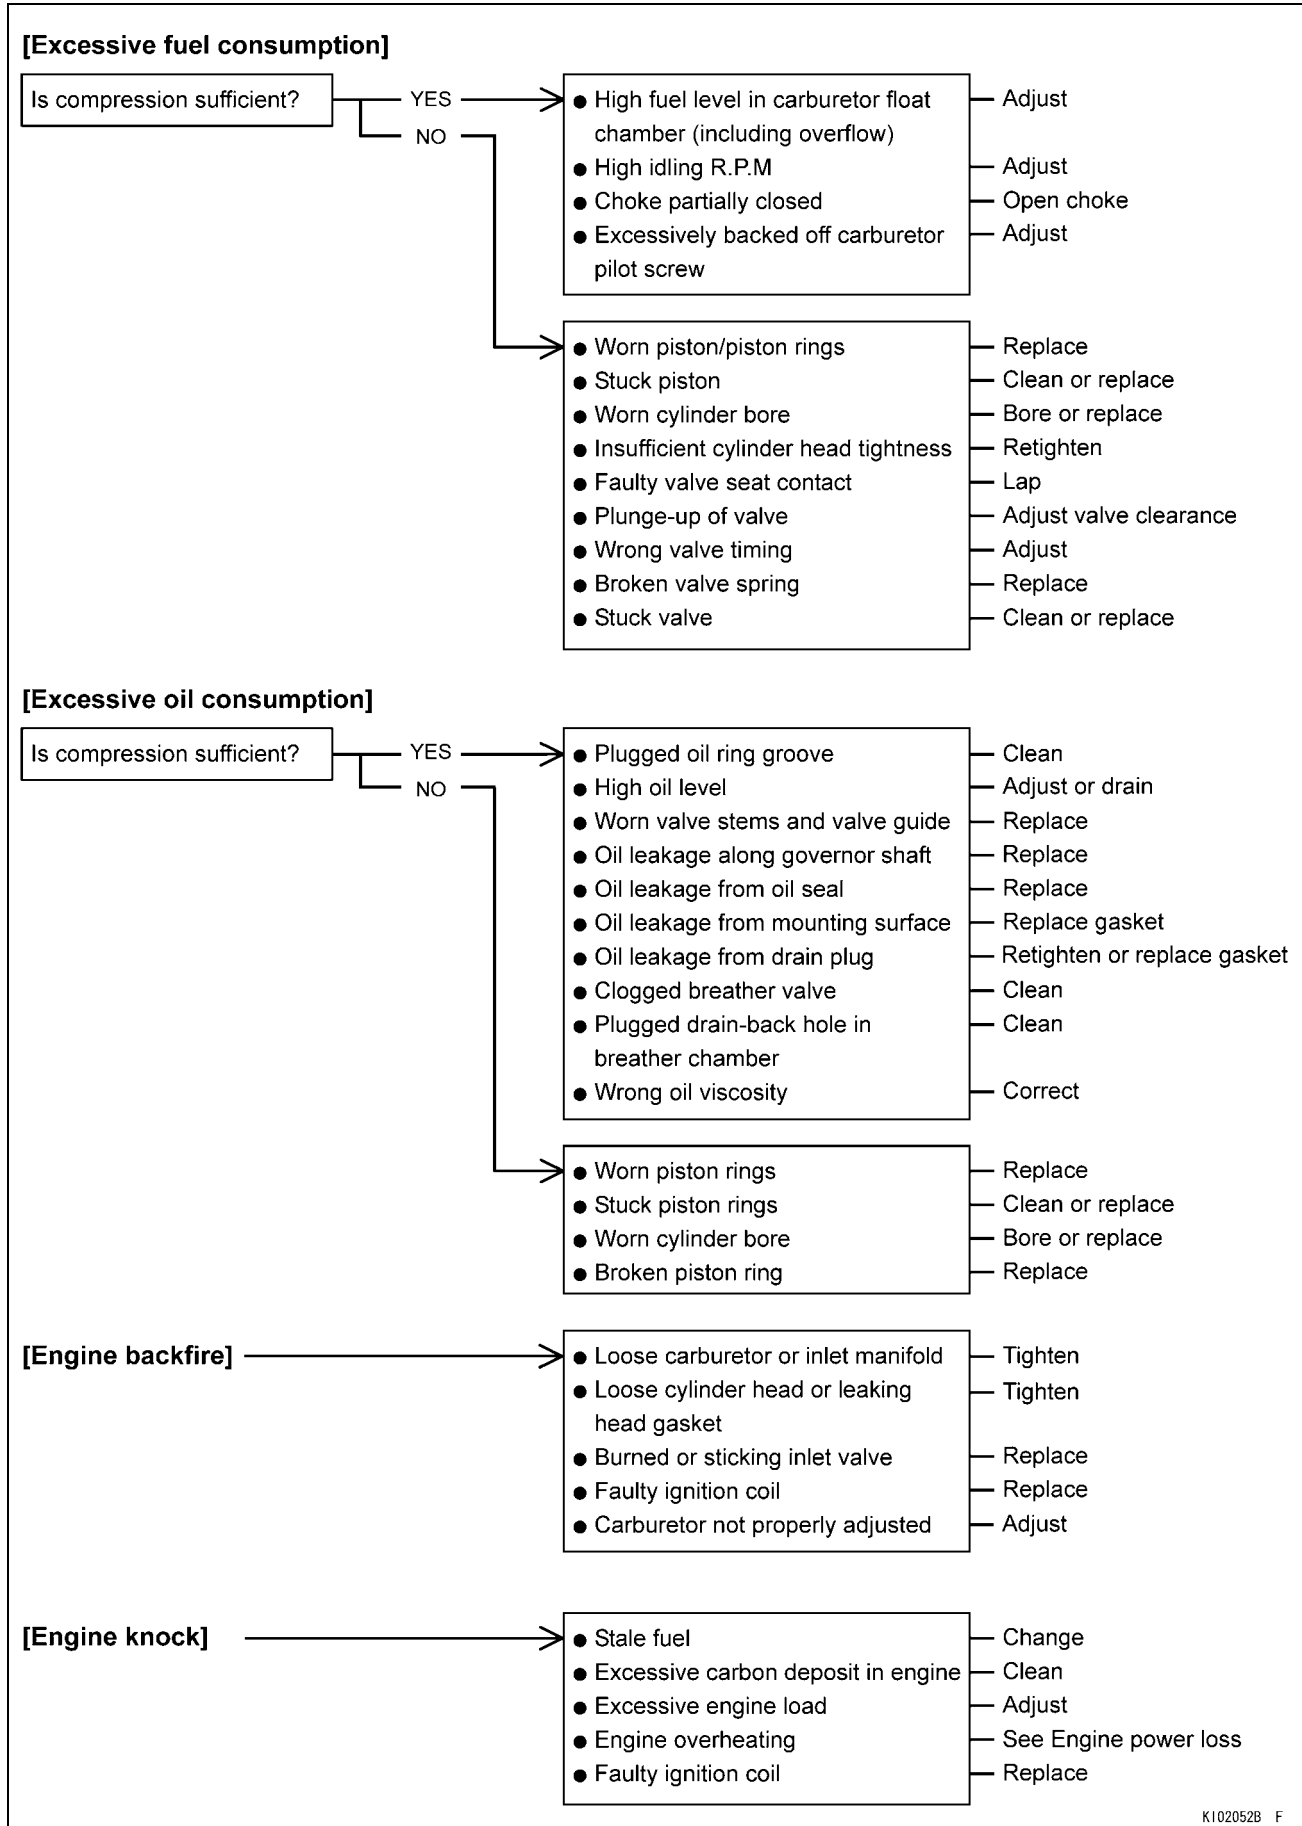 [Excessive fuel consumption]
Is compression sufficient?
YES
NO
● High fuel level in carburetor float
chamber (including overflow)
Adjust
● High idling R.P.M
Adjust
● Choke partially closed
Open choke
● Excessively backed off carburetor
pilot screw
Adjust
● Worn piston/piston rings
Replace
● Stuck piston
Clean or replace
● Worn cylinder bore
Bore or replace
● Insufficient cylinder head tightness
Retighten
● Faulty valve seat contact
Lap
● Plunge-up of valve
Adjust valve clearance
● Wrong valve timing
Adjust
● Broken valve spring
Replace
● Stuck valve
Clean or replace
[Excessive oil consumption]
Is compression sufficient?
YES
NO
● Plugged oil ring groove
Clean
● High oil level
Adjust or drain
● Worn valve stems and valve guide
Replace
● Oil leakage along governor shaft
Replace
● Oil leakage from oil seal
Replace
● Oil leakage from mounting surface
Replace gasket
● Oil leakage from drain plug
Retighten or replace gasket
● Clogged breather valve
Clean
● Plugged drain-back hole in
breather chamber
Clean
● Wrong oil viscosity
Correct
● Worn piston rings
Replace
● Stuck piston rings
Clean or replace
● Worn cylinder bore
Bore or replace
● Broken piston ring
Replace
[Engine backfire]
● Loose carburetor or inlet manifold
Tighten
● Loose cylinder head or leaking
head gasket
Tighten
● Burned or sticking inlet valve
Replace
● Faulty ignition coil
Replace
● Carburetor not properly adjusted
Adjust
[Engine knock]
● Stale fuel
Change
● Excessive carbon deposit in engine
Clean
● Excessive engine load
Adjust
● Engine overheating
See Engine power loss
● Faulty ignition coil
Replace
KI02052B F